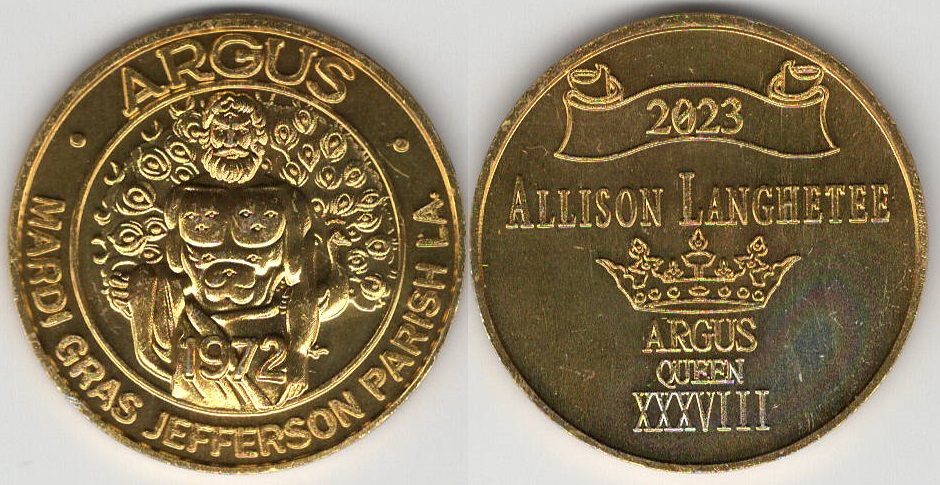 ARGUS
MARDI GRAS JEFFERSON PARISH LA.
1972
2023
ALLISON LANGHETEE
ARGUS
QUEEN
XXXVIII